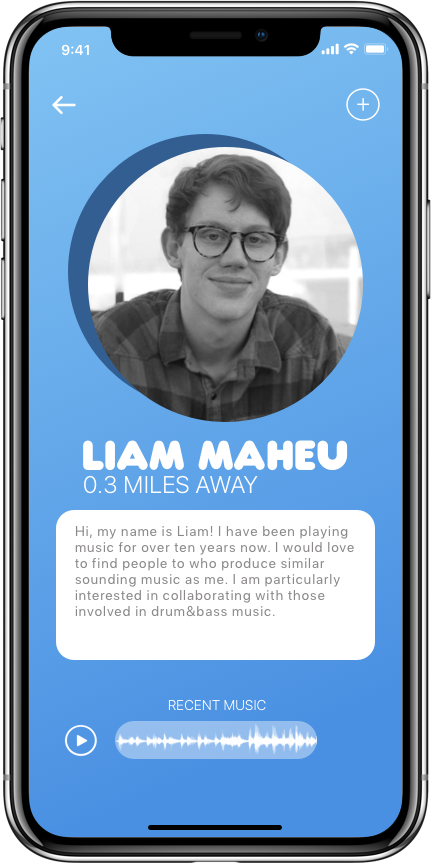 9:41
LIAM MAHEU
0.3 MILES AWAY
Hi, my name is Liam! I have been playing
music for over ten years now. I would love
to find people to who produce similar
sounding music as me. I am particularly
interested in collaborating with those
involved in drum&bass music.
RECENT MUSIC